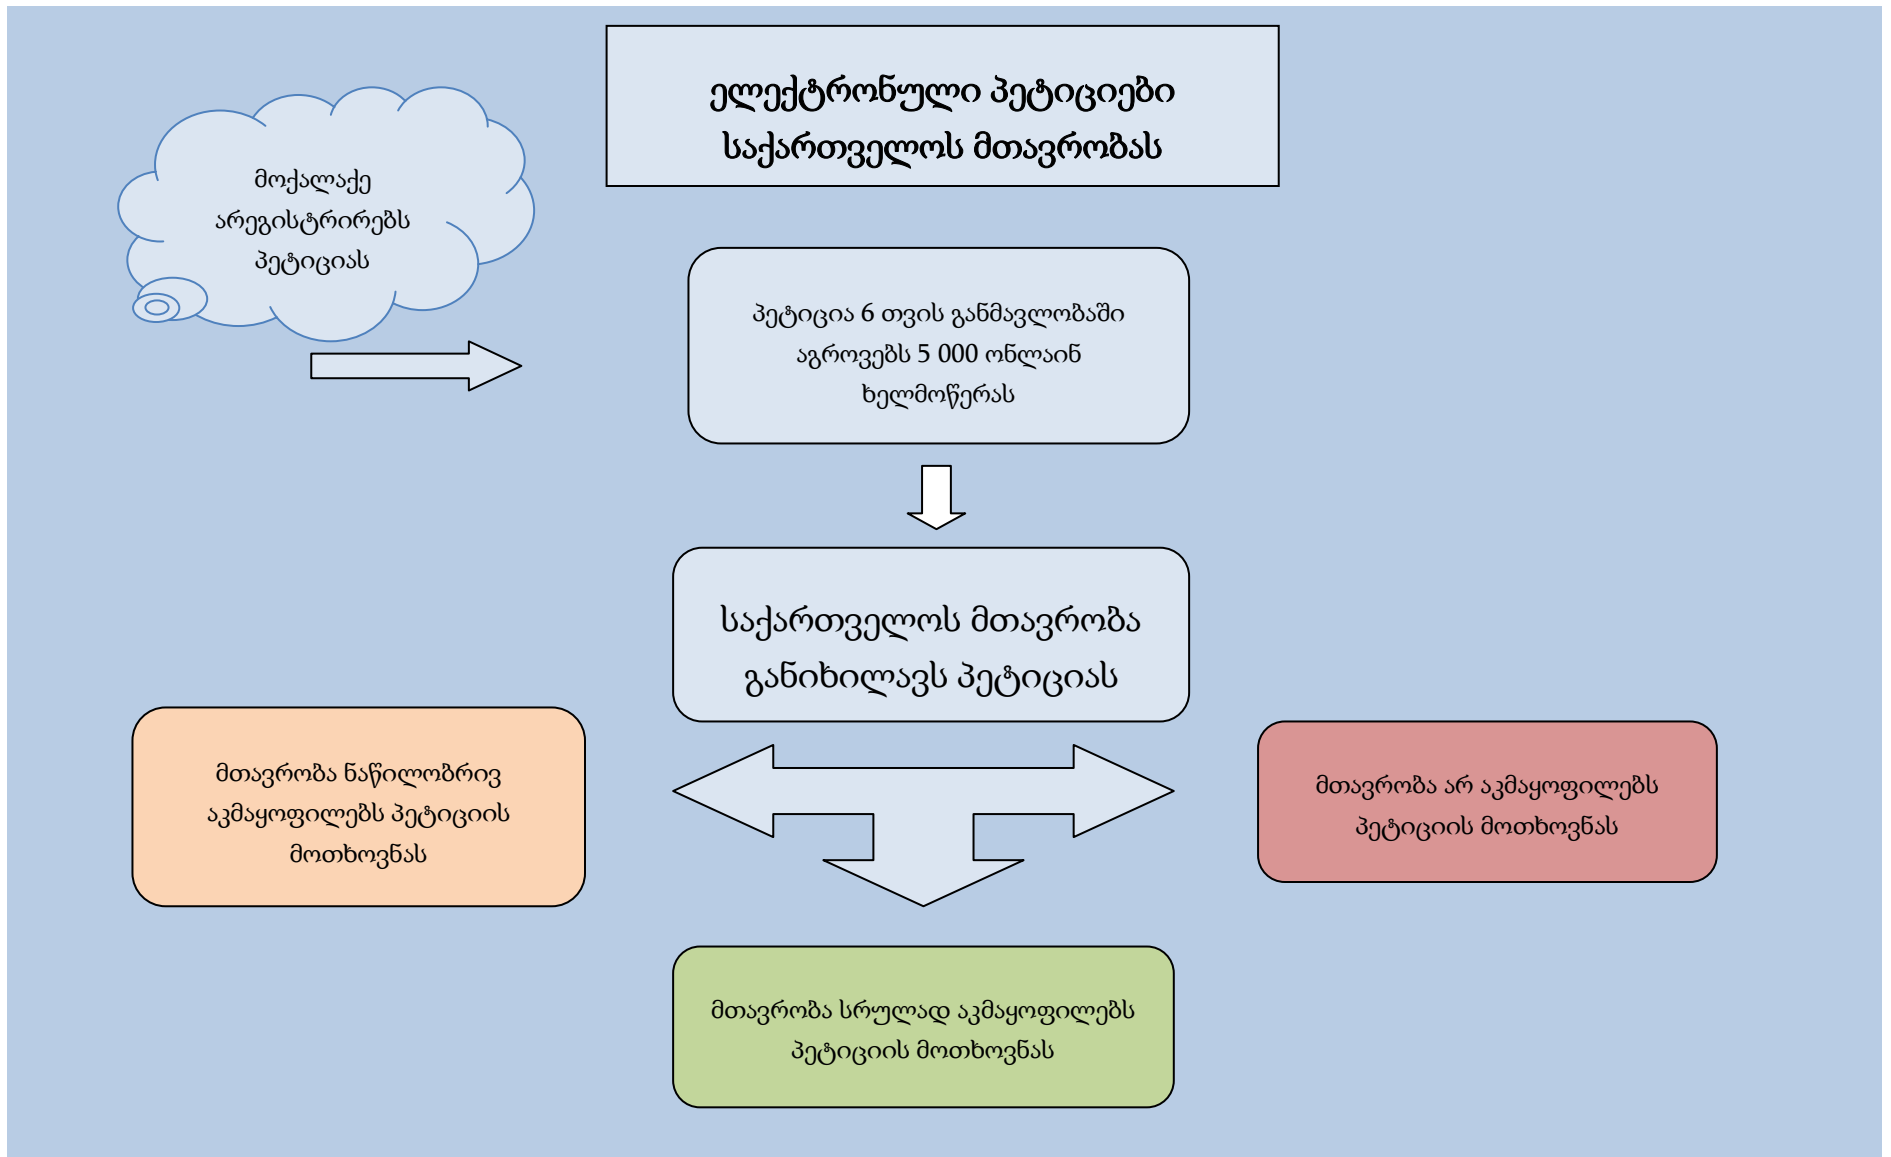 ელექტრონული პეტიციები
საქართველოს მთავრობას
მოქალაქე
არეგისტრირებს
პეტიციას
პეტიცია 6 თვის განმავლობაში
აგროვებს 5 000 ონლაინ
ხელმოწერას
საქართველოს მთავრობა
განიხილავს პეტიციას
მთავრობა ნაწილობრივ
აკმაყოფილებს პეტიციის
მოთხოვნას
მთავრობა არ აკმაყოფილებს
პეტიციის მოთხოვნას
მთავრობა სრულად აკმაყოფილებს
პეტიციის მოთხოვნას